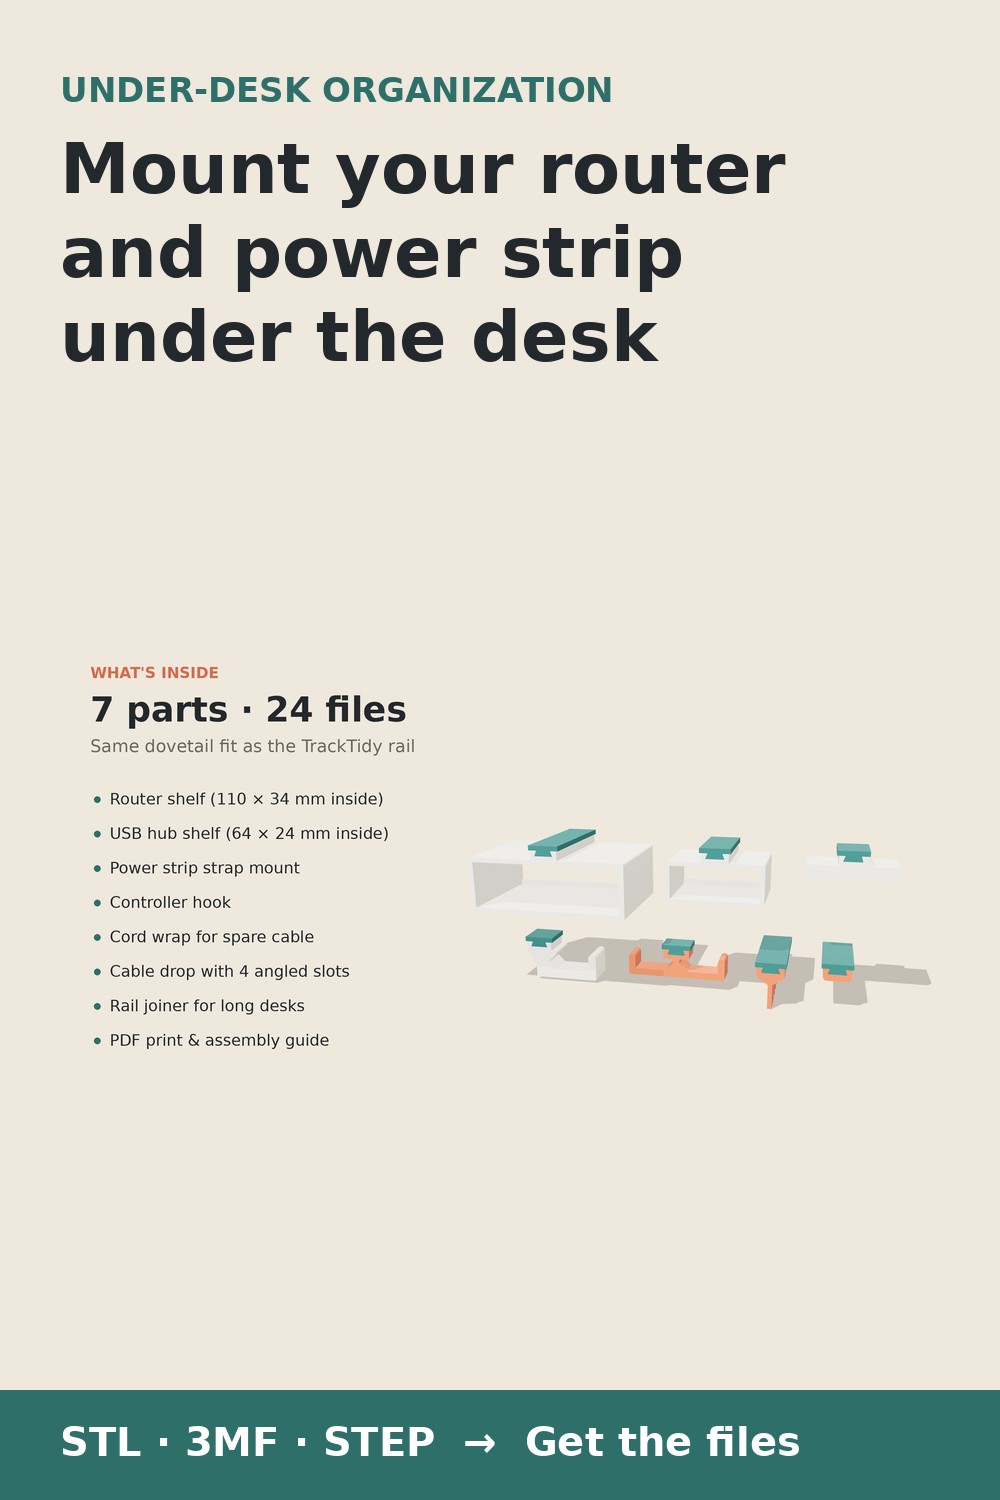 UNDER-DESK ORGANIZATION
Mount your router
and power strip
under the desk
WHAT'S INSIDE
7 parts · 24 files
Same dovetail fit as the TrackTidy rail
• Router shelf (110 × 34 mm inside)
• USB hub shelf (64 × 24 mm inside)
• Power strip strap mount
• Controller hook
• Cord wrap for spare cable
• Cable drop with 4 angled slots
• Rail joiner for long desks
• PDF print & assembly guide
STL · 3MF · STEP → Get the files